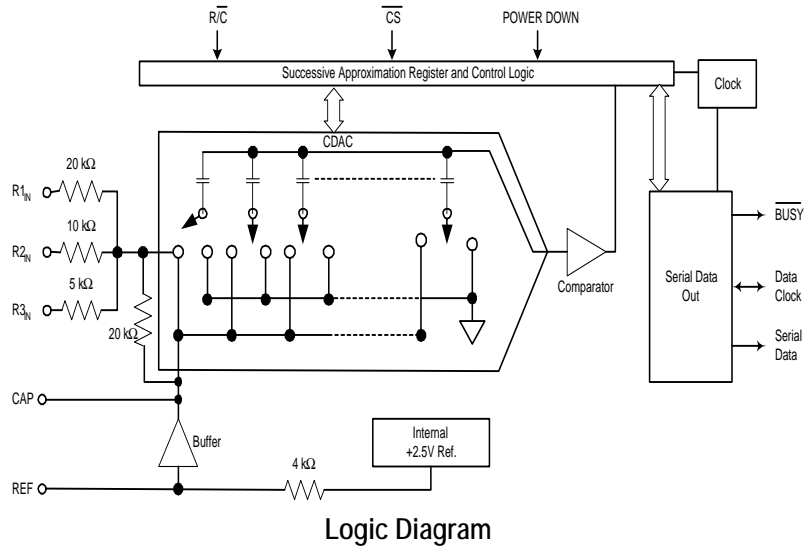 R/C̅ C̅S̅ POWER DOWN
Successive Approximation Register and Control Logic
Clock
CDAC
20 kΩ
R1IN
10 kΩ
R2IN
5 kΩ
R3IN
20 kΩ
Comparator
Serial Data
Out
B̅U̅S̅Y̅
Data
Clock
Serial
Data
CAP
Buffer
Internal
+2.5V Ref.
4 kΩ
REF
Logic Diagram